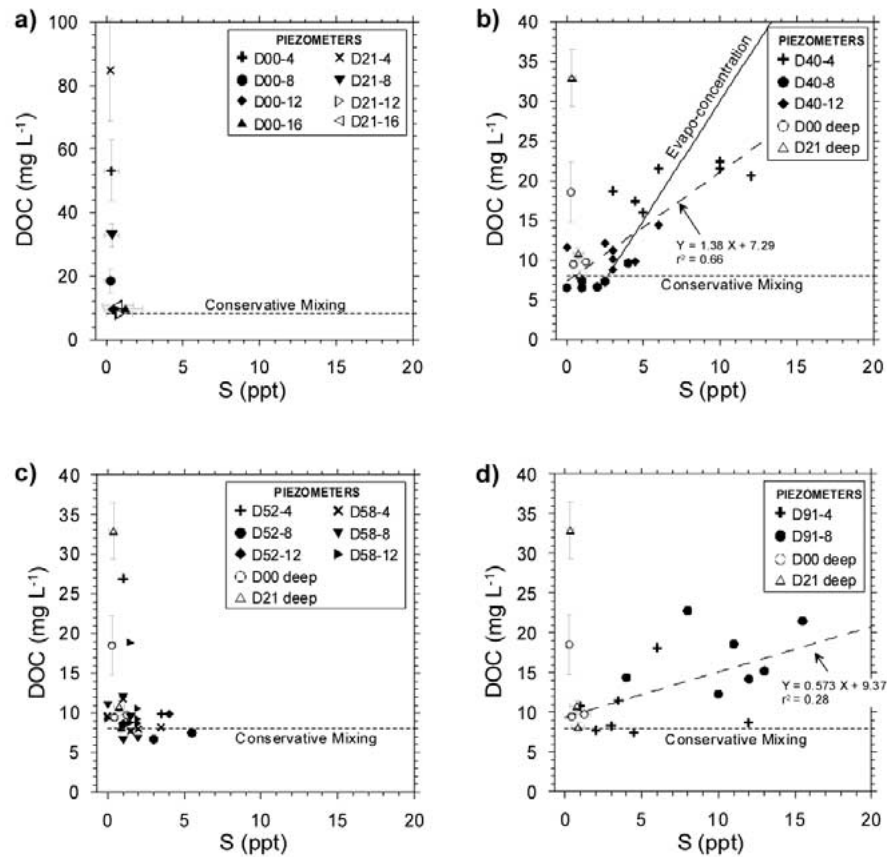 a)
100
80
60
40
20
0
DOC (mg L⁻¹)
PIEZOMETERS
D00-4 D21-4
D00-8 D21-8
D00-12 D21-12
D00-16 D21-16
Conservative Mixing
0 5 10 15 20
S (ppt)
b)
40
35
30
25
20
15
10
5
0
DOC (mg L⁻¹)
Evapo-concentration
PIEZOMETERS
D40-4
D40-8
D40-12
D00 deep
D21 deep
Y = 1.38 X + 7.29
r² = 0.66
Conservative Mixing
0 5 10 15 20
S (ppt)
c)
40
35
30
25
20
15
10
5
0
DOC (mg L⁻¹)
PIEZOMETERS
D52-4 D58-4
D52-8 D58-8
D52-12 D58-12
D00 deep
D21 deep
Conservative Mixing
0 5 10 15 20
S (ppt)
d)
40
35
30
25
20
15
10
5
0
DOC (mg L⁻¹)
PIEZOMETERS
D91-4
D91-8
D00 deep
D21 deep
Y = 0.573 X + 9.37
r² = 0.28
Conservative Mixing
0 5 10 15 20
S (ppt)